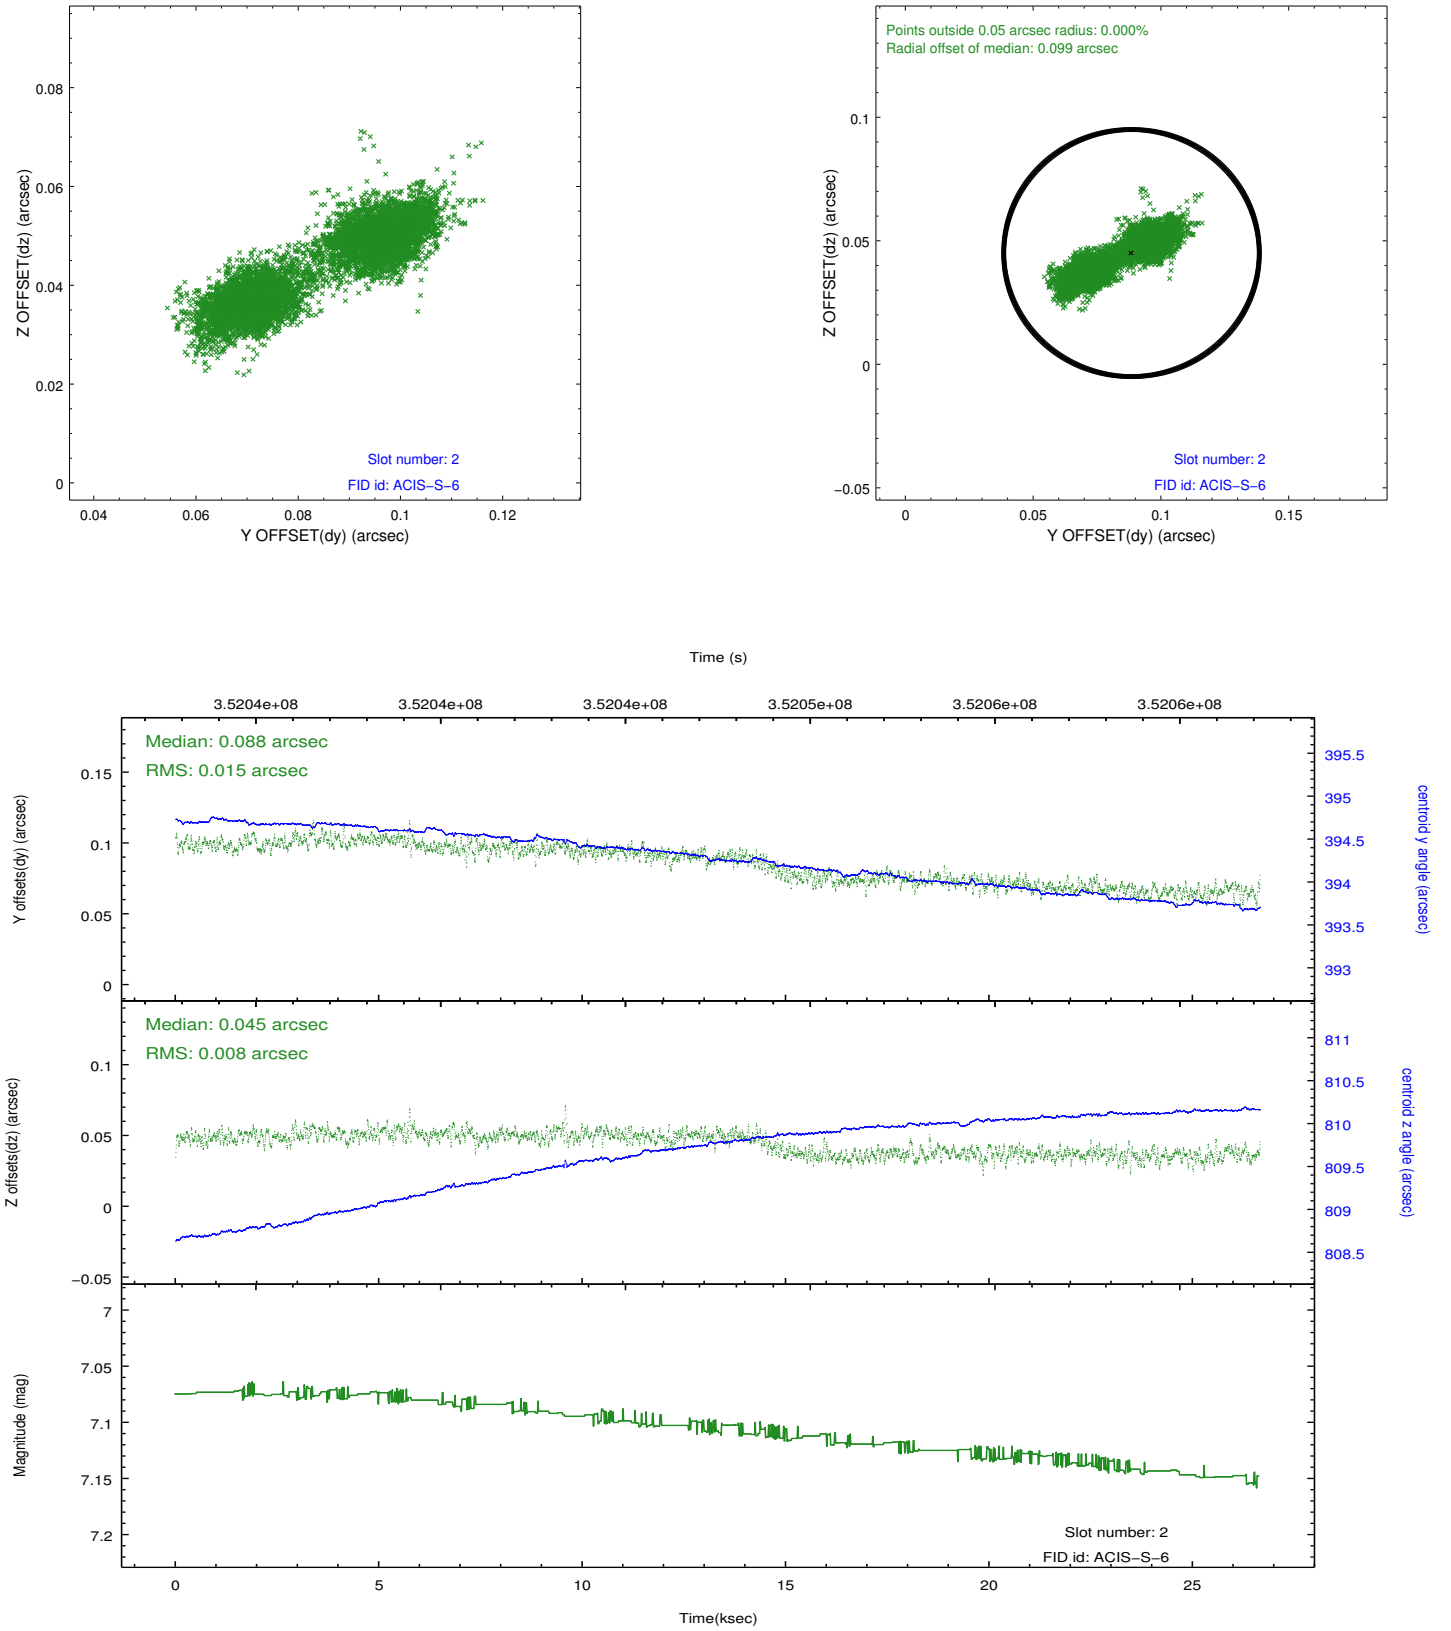 0.08
0.06
0.04
0.02
0
Z OFFSET(dz) (arcsec)
Slot number: 2
FID id: ACIS−S−6
0.04 0.06 0.08 0.1 0.12
Y OFFSET(dy) (arcsec)
Points outside 0.05 arcsec radius: 0.000%
Radial offset of median: 0.099 arcsec
0.1
0.05
0
−0.05
Z OFFSET(dz) (arcsec)
Slot number: 2
FID id: ACIS−S−6
0 0.05 0.1 0.15
Y OFFSET(dy) (arcsec)
Time (s)
3.5204e+08 3.5204e+08 3.5204e+08 3.5205e+08 3.5206e+08 3.5206e+08
Median: 0.088 arcsec
RMS: 0.015 arcsec
0.15
0.1
0.05
0
Y offsets(dy) (arcsec)
395.5
395
394.5
394
393.5
393
centroid y angle (arcsec)
Median: 0.045 arcsec
RMS: 0.008 arcsec
0.1
0.05
0
−0.05
Z offsets(dz) (arcsec)
811
810.5
810
809.5
809
808.5
centroid z angle (arcsec)
7
7.05
7.1
7.15
7.2
Magnitude (mag)
Slot number: 2
FID id: ACIS−S−6
0 5 10 15 20 25
Time(ksec)